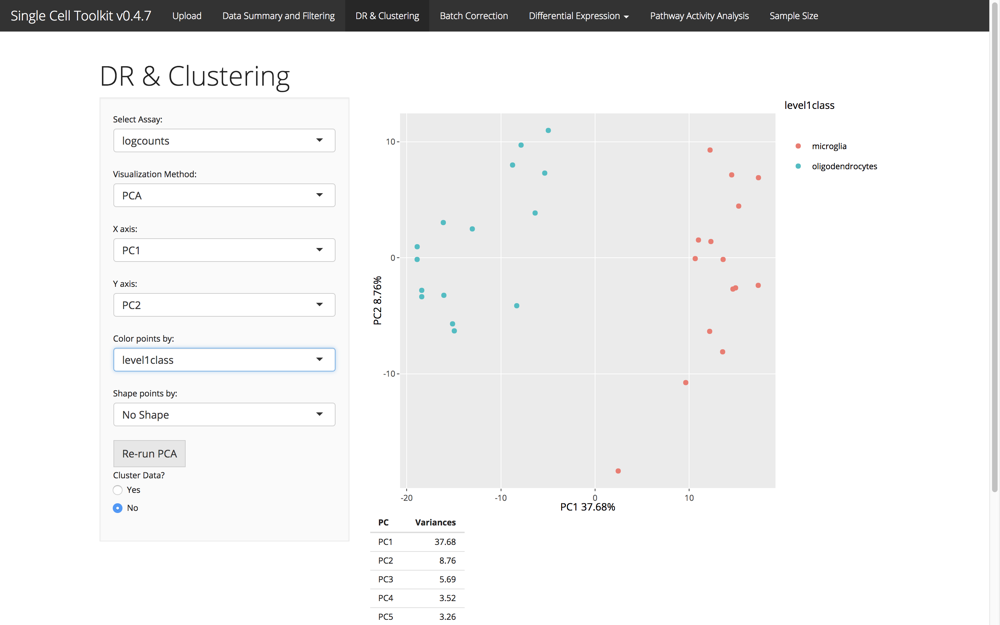 Single Cell Toolkit v0.4.7 Upload Data Summary and Filtering DR & Clustering Batch Correction Differential Expression Pathway Activity Analysis Sample Size
DR & Clustering
Select Assay:
logcounts
Visualization Method:
PCA
X axis:
PC1
Y axis:
PC2
Color points by:
level1class
Shape points by:
No Shape
Re-run PCA
Cluster Data?
Yes
No
level1class
microglia
oligodendrocytes
10
0
-10
PC2 8.76%
-20 -10 0 10
PC1 37.68%
PC Variances
PC1 37.68
PC2 8.76
PC3 5.69
PC4 3.52
PC5 3.26